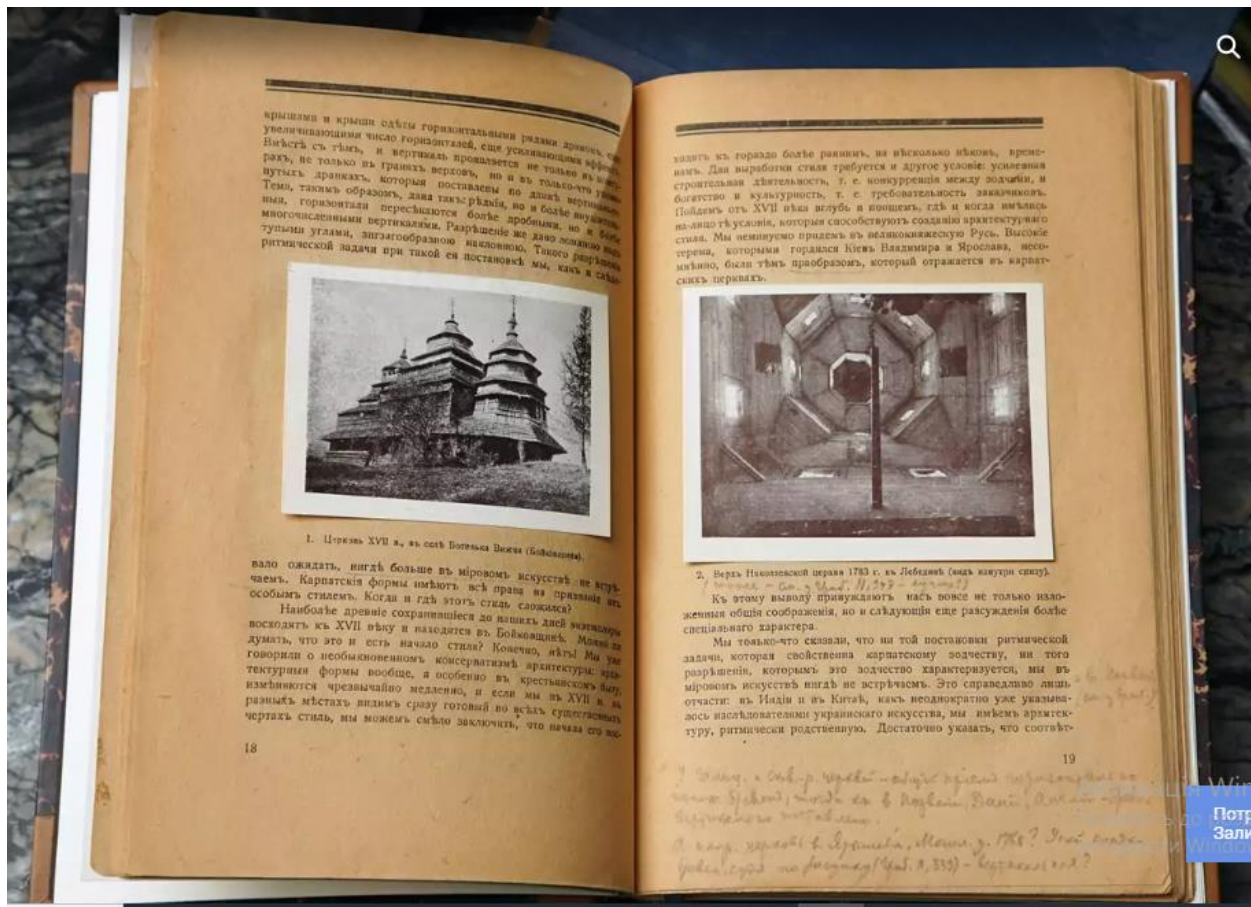 крышами и крыши одѣты горизонтальными рядами дранокъ, еще
увеличивающими число горизонталей, еще усиливающими эффектъ.
Вмѣстѣ съ тѣмъ, и вертикаль проявляется не только въ
рахъ, не только въ граняхъ верховъ, но и въ только-что
нутыхъ дранкахъ, которыя поставлены по длинѣ вертикально.
Тема, такимъ образомъ, дана такъ: рѣдкія, но и болѣе
ныя, горизонтали пересѣкаются болѣе дробными, но и болѣе
многочисленными вертикалями. Разрѣшеніе же дано ломаною подъ
тупыми углами, зигзагообразною наклонною. Такого разрѣшенія
ритмической задачи при такой ея постановкѣ мы, какъ и слѣдо-
1. Церковь XVII в., въ селѣ Вижня (Бойковщина).
вало ожидать, нигдѣ больше въ міровомъ искусствѣ не встрѣ-
чаемъ. Карпатскія формы имѣютъ всѣ права на признаніе ихъ
особымъ стилемъ. Когда и гдѣ этотъ стиль сложился?
Наиболѣе древніе сохранившіеся до нашихъ дней экземпляры
восходятъ къ XVII вѣку и находятся въ Бойковщинѣ. Можно ли
думать, что это и есть начало стиля? Конечно, нѣтъ! Мы уже
говорили о необыкновенномъ консерватизмѣ архитектуры: архи-
тектурныя формы вообще, а особенно въ крестьянскомъ быту,
измѣняются чрезвычайно медленно, и если мы въ XVII в. въ
разныхъ мѣстахъ видимъ сразу готовый во всѣхъ существенныхъ
чертахъ стиль, мы можемъ смѣло заключить, что начала его вос-
18
ходятъ къ гораздо болѣе раннимъ, на нѣсколько вѣковъ, време-
намъ. Для выработки стиля требуется и другое условіе: усиленная
строительная дѣятельность, т. е. конкурренція между зодчими, и
богатство и культурность, т. е. требовательность заказчиковъ.
Пойдемъ отъ XVII вѣка вглубь и поищемъ, гдѣ и когда имѣлись
на-лицо тѣ условія, которыя способствуютъ созданію архитектурнаго
стиля. Мы неминуемо придемъ въ великокняжескую Русь. Высокіе
терема, которыми гордился Кіевъ Владимира и Ярослава, несо-
мнѣнно, были тѣмъ праобразомъ, который отражается въ карпат-
скихъ церквахъ.
2. Верхъ Николаевской церкви 1783 г. въ Лебединѣ (видъ изнутри снизу).
Къ этому выводу принуждаютъ насъ вовсе не только изло-
женныя общія соображенія, но и слѣдующія еще разсужденія болѣе
спеціальнаго характера.
Мы только-что сказали, что ни той постановки ритмической
задачи, которая свойственна карпатскому зодчеству, ни того
разрѣшенія, которымъ это зодчество характеризуется, мы въ
міровомъ искусствѣ нигдѣ не встрѣчаемъ. Это справедливо лишь
отчасти: въ Индіи и въ Китаѣ, какъ неоднократно уже указыва-
лось изслѣдователями украинскаго искусства, мы имѣемъ архитек-
туру, ритмически родственную. Достаточно указать, что соотвѣт-
19
Потр
Зали